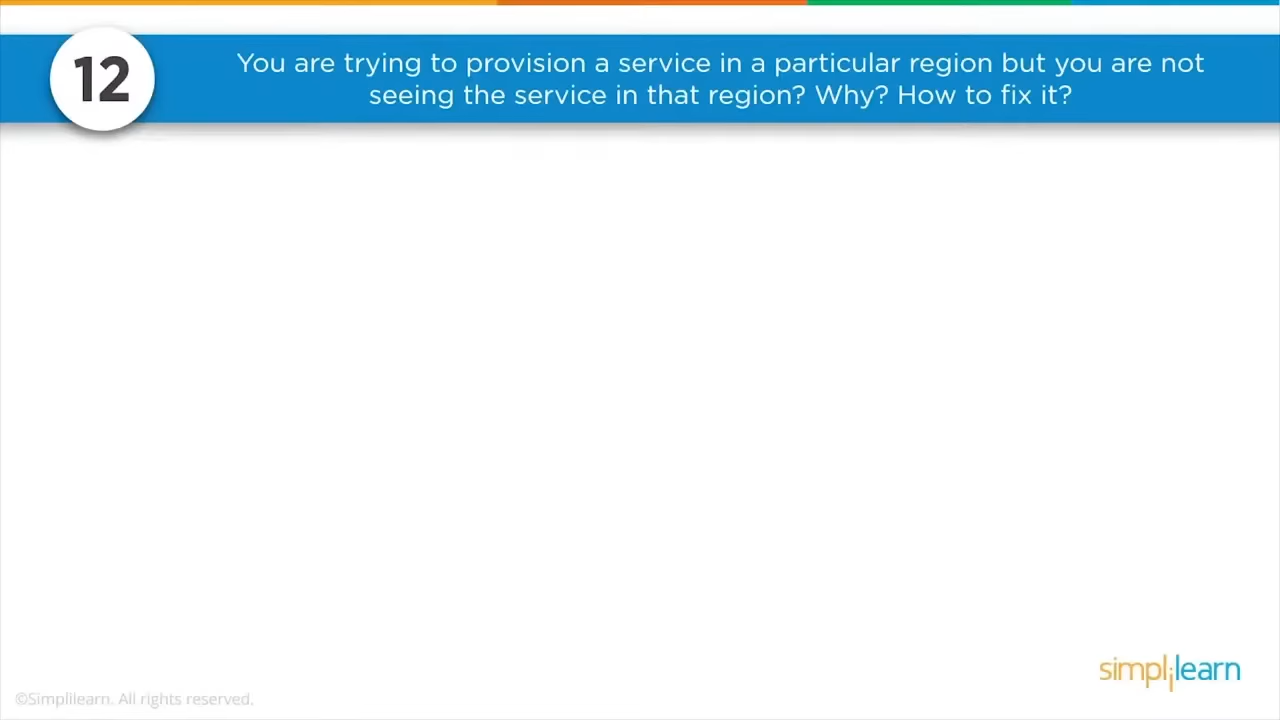 12
You are trying to provision a service in a particular region but you are not
seeing the service in that region? Why? How to fix it?
simplilearn
©Simplilearn. All rights reserved.